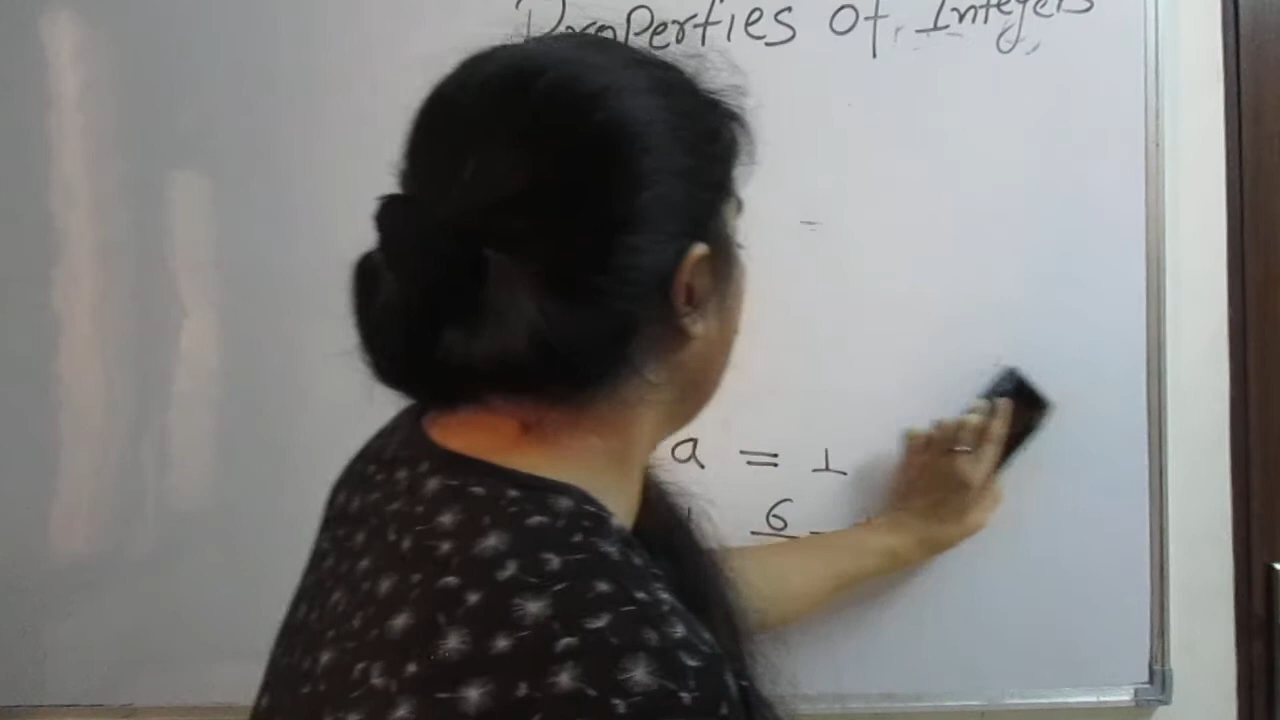 Properties of Integers
a = 1
6